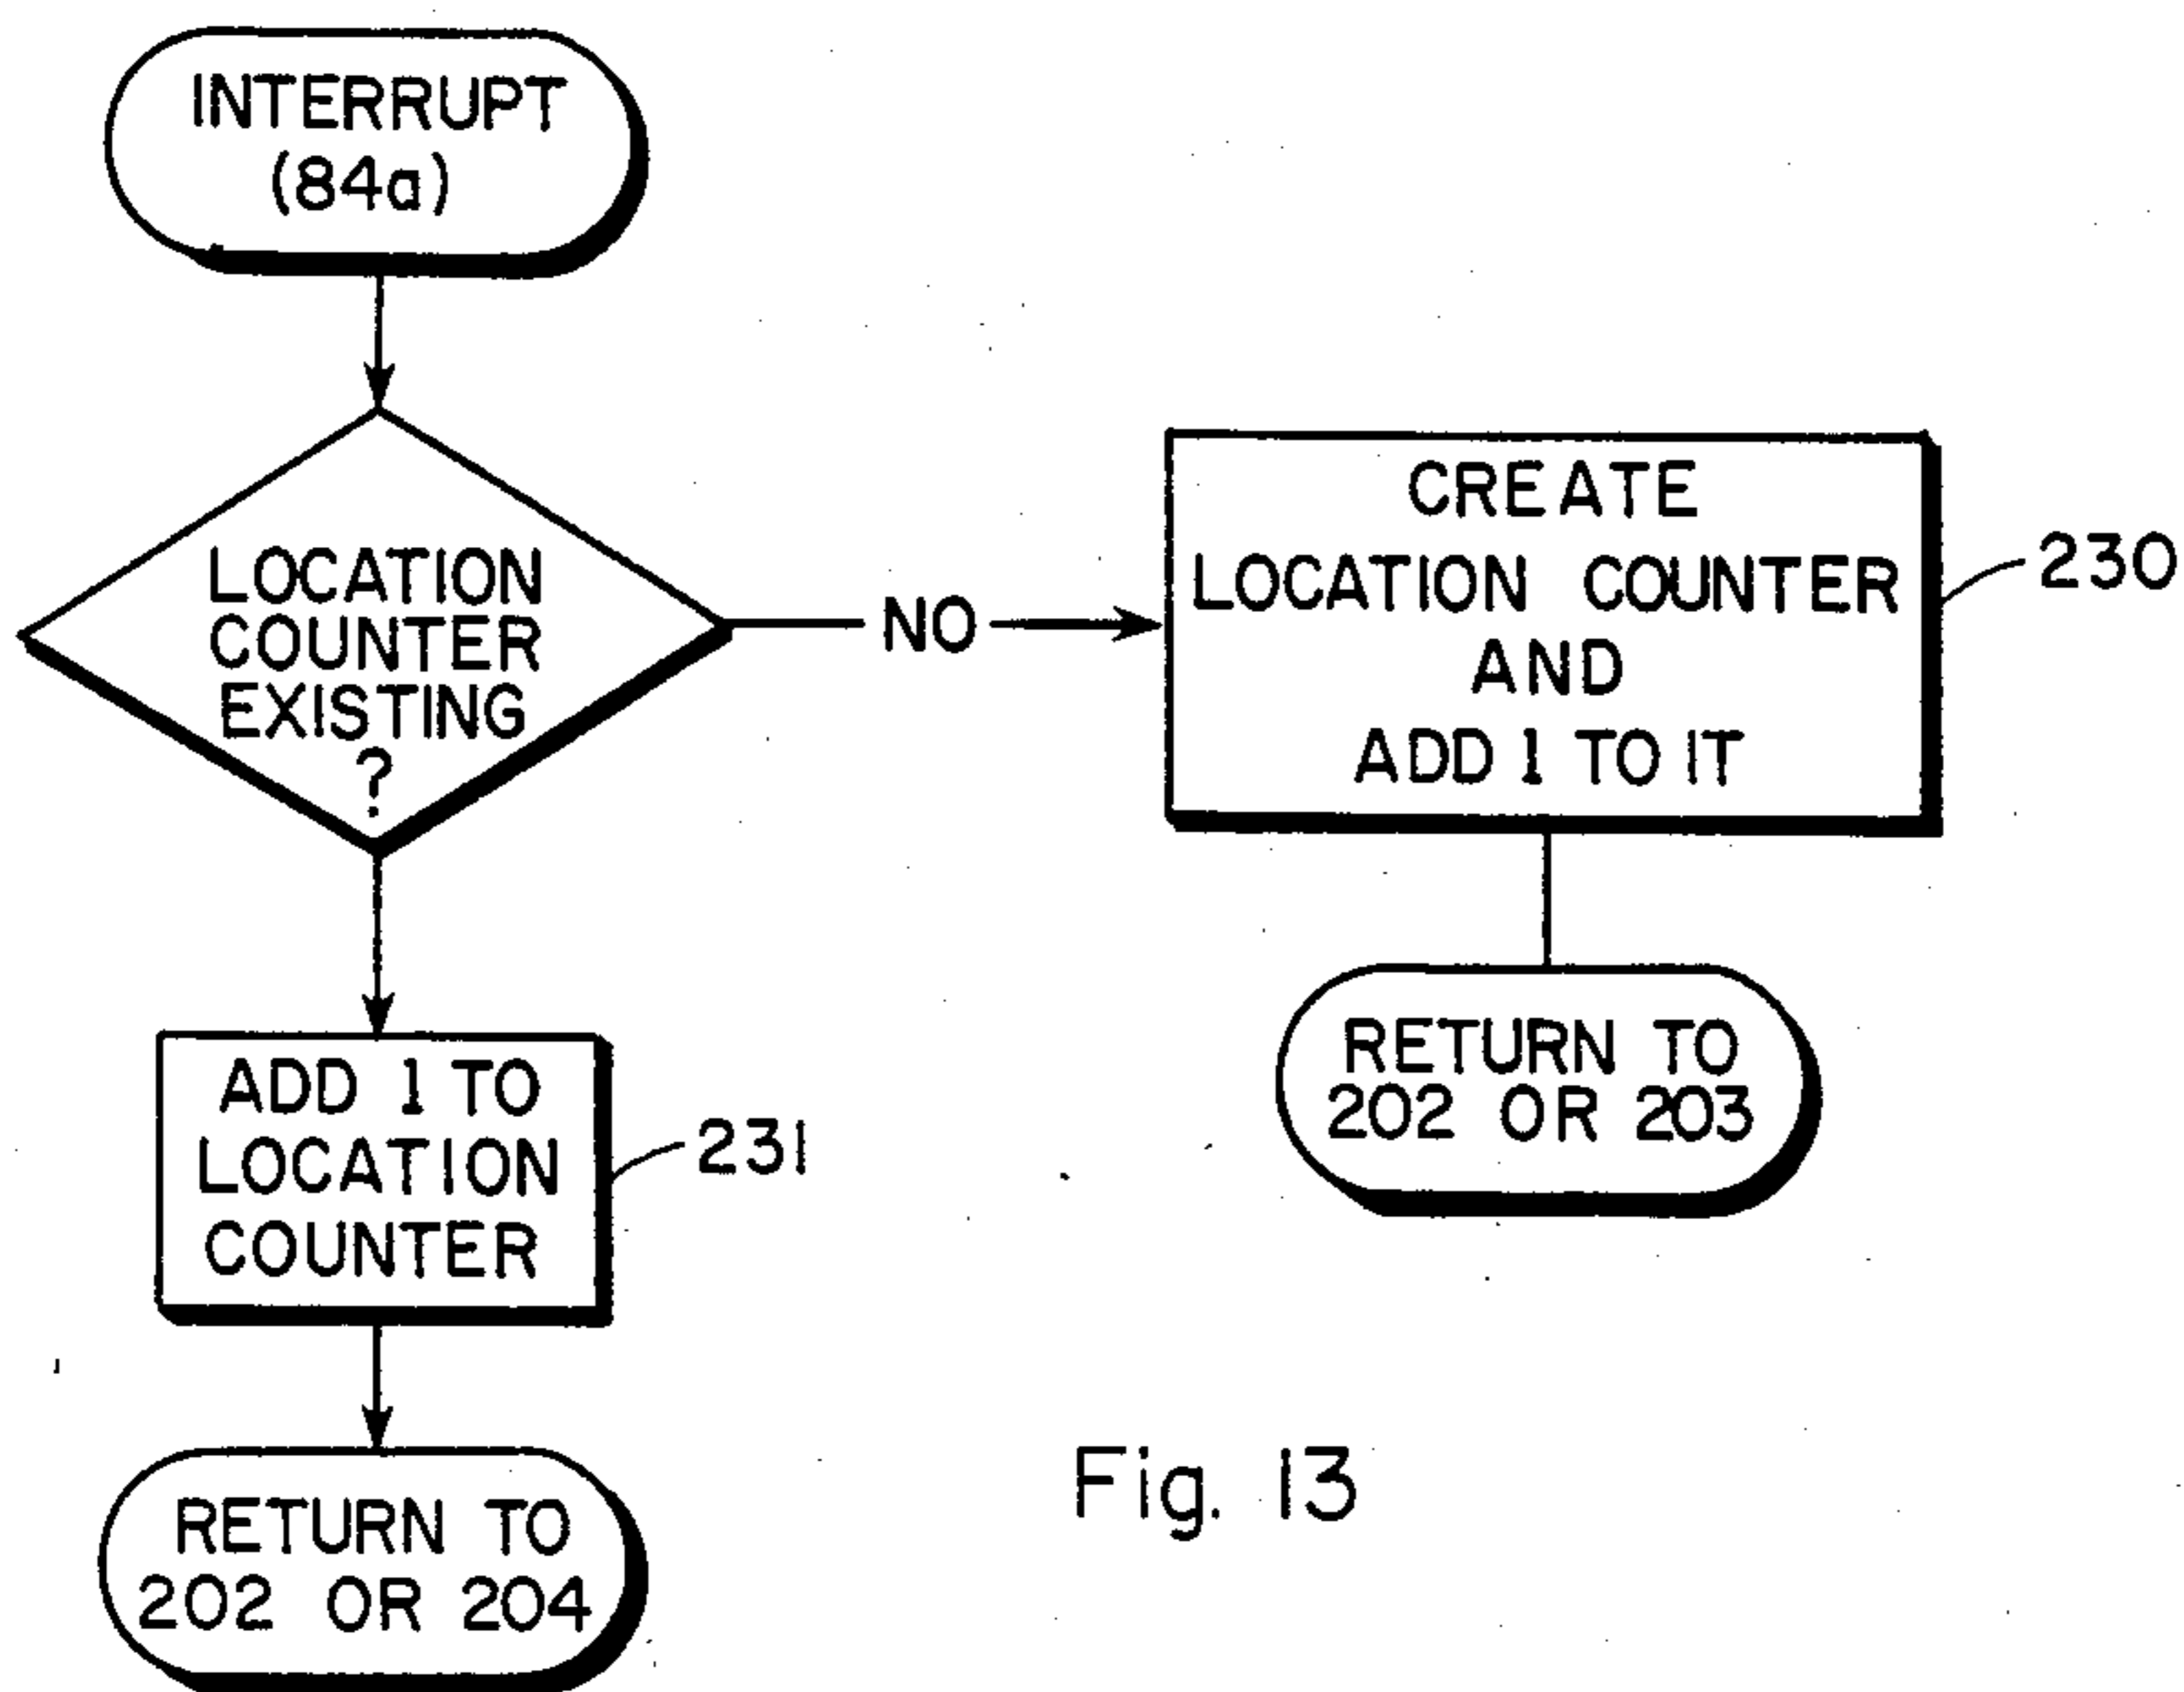 INTERRUPT
(84a)
LOCATION
COUNTER
EXISTING
?
NO
CREATE
LOCATION COUNTER
AND
ADD 1 TO IT
230
RETURN TO
202 OR 203
ADD 1 TO
LOCATION
COUNTER
231
RETURN TO
202 OR 204
Fig. 13